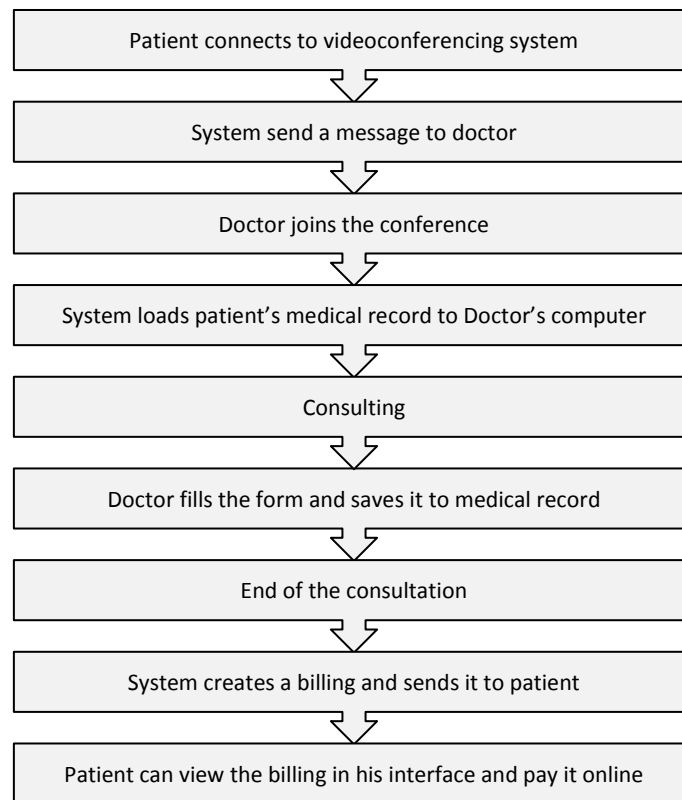 Patient connects to videoconferencing system
System send a message to doctor
Doctor joins the conference
System loads patient’s medical record to Doctor’s computer
Consulting
Doctor fills the form and saves it to medical record
End of the consultation
System creates a billing and sends it to patient
Patient can view the billing in his interface and pay it online